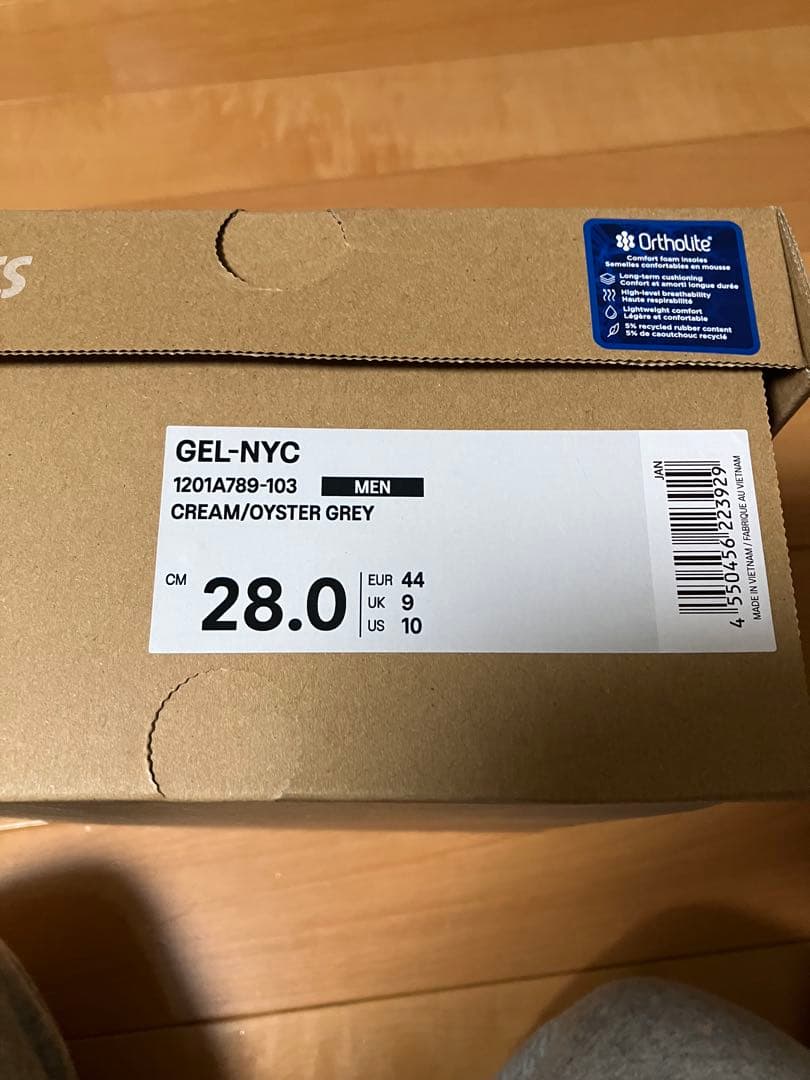 Ortholite
Comfort foam insoles
Semelles confortables en mousse
Long-term cushioning
Confort et amorti longue durée
High-level breathability
Haute respirabilité
Lightweight comfort
Légère et confortable
5% recycled rubber content
5% de caoutchouc recyclé
GEL-NYC
1201A789-103 MEN
CREAM/OYSTER GREY
CM 28.0
EUR 44
UK 9
US 10
JAN
4 550456 223929
MADE IN VIETNAM / FABRIQUE AU VIETNAM